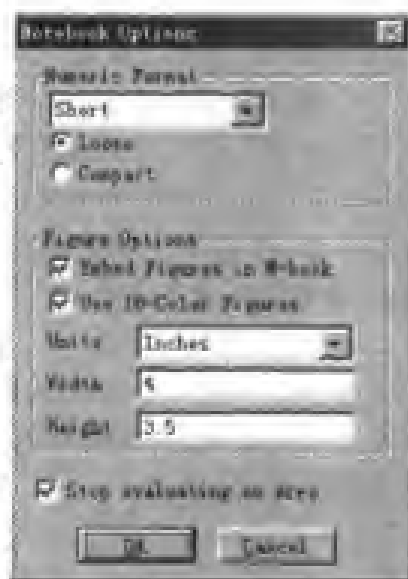 Notebook Options
Numeric Format
Short
Loose
Compact
Figure Options
Embed Figures in M-book
Use 16-Color Figures
Units Inches
Width
Height 3.5
Stop evaluating on
OK Cancel